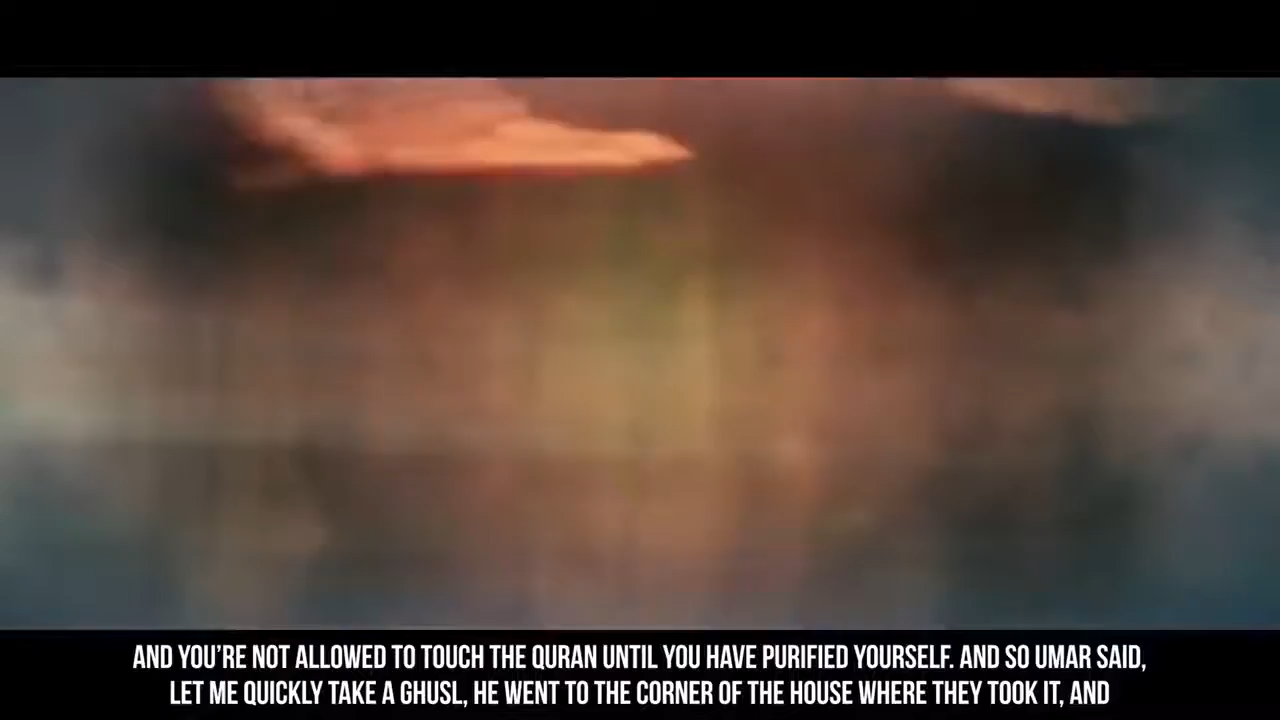 AND YOU'RE NOT ALLOWED TO TOUCH THE QURAN UNTIL YOU HAVE PURIFIED YOURSELF. AND SO UMAR SAID,
LET ME QUICKLY TAKE A GHUSL, HE WENT TO THE CORNER OF THE HOUSE WHERE THEY TOOK IT, AND